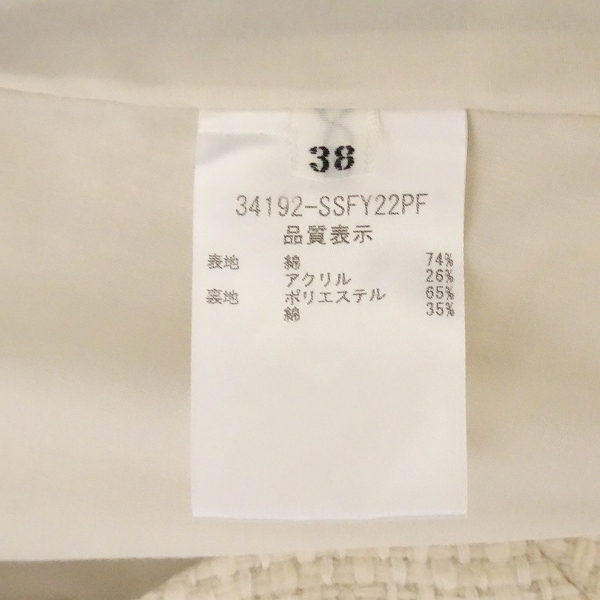 38
34192-SSFY22PF
品質表示
表地 綿 74%
アクリル 26%
裏地 ポリエステル 65%
綿 35%